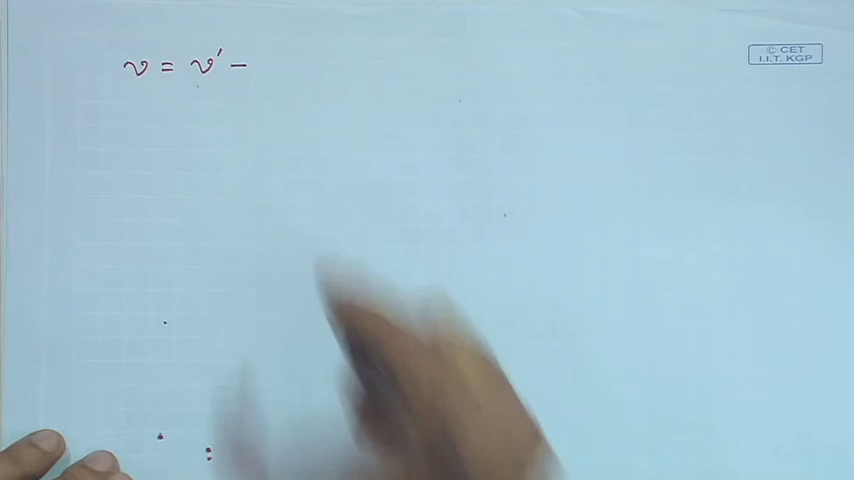 v = v' -
© CET
I.I.T. KGP